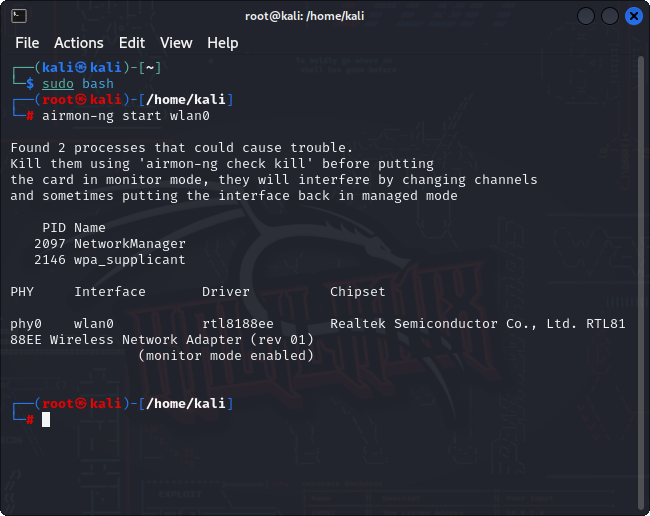 root@kali: /home/kali
File Actions Edit View Help
┌──(kali㉿kali)-[~]
└─$ sudo bash
┌──(root㉿kali)-[/home/kali]
└─# airmon-ng start wlan0
Found 2 processes that could cause trouble.
Kill them using 'airmon-ng check kill' before putting
the card in monitor mode, they will interfere by changing channels
and sometimes putting the interface back in managed mode
PID Name
2097 NetworkManager
2146 wpa_supplicant
PHY Interface Driver Chipset
phy0 wlan0 rtl8188ee Realtek Semiconductor Co., Ltd. RTL81
88EE Wireless Network Adapter (rev 01)
(monitor mode enabled)
┌──(root㉿kali)-[/home/kali]
└─#